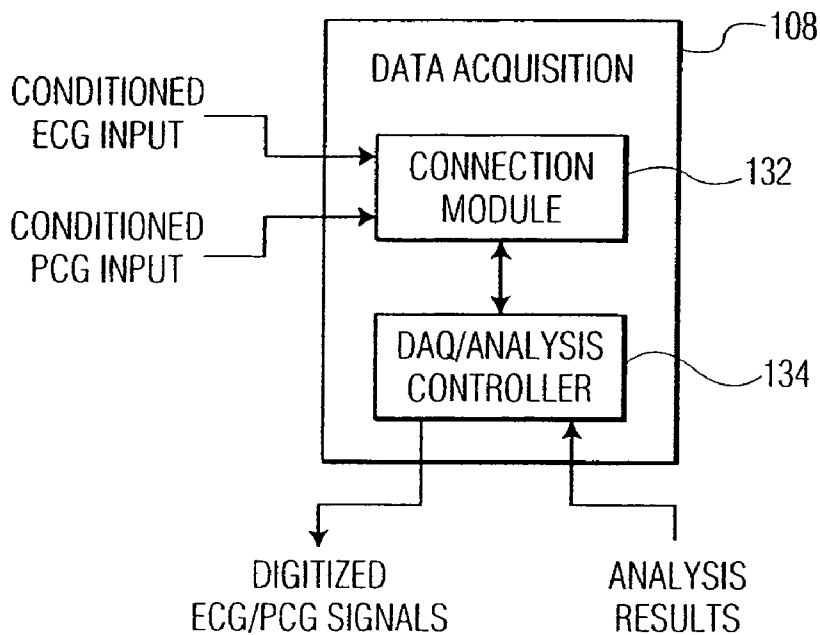 108
DATA ACQUISITION
CONDITIONED
ECG INPUT
CONNECTION
MODULE
132
CONDITIONED
PCG INPUT
DAQ/ANALYSIS
CONTROLLER
134
DIGITIZED
ECG/PCG SIGNALS
ANALYSIS
RESULTS